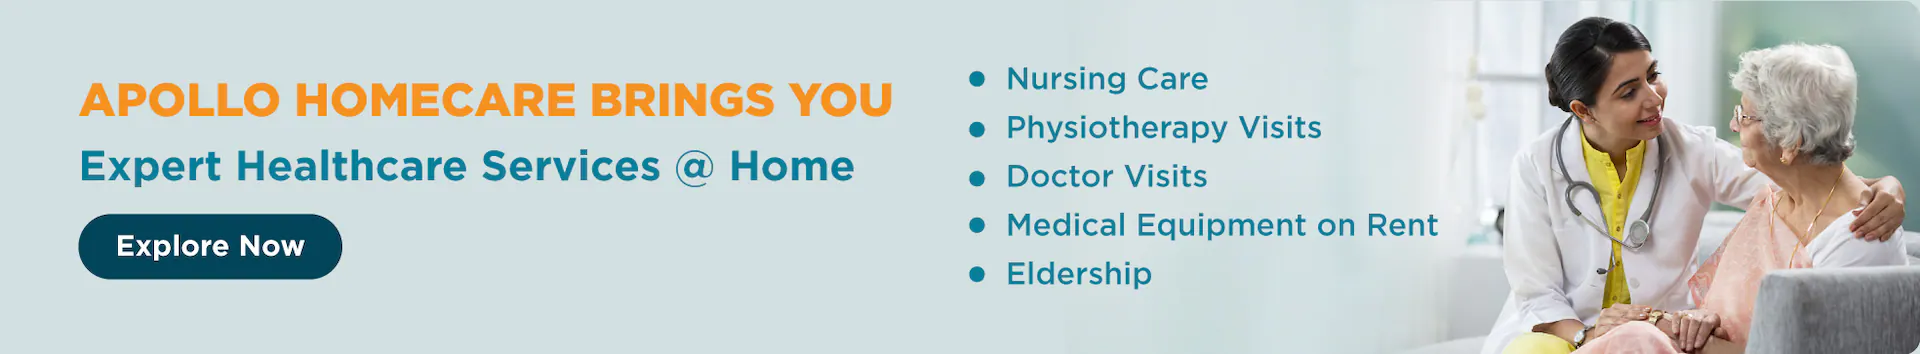 APOLLO HOMECARE BRINGS YOU
Expert Healthcare Services @ Home
Explore Now
Nursing Care
Physiotherapy Visits
Doctor Visits
Medical Equipment on Rent
Eldership